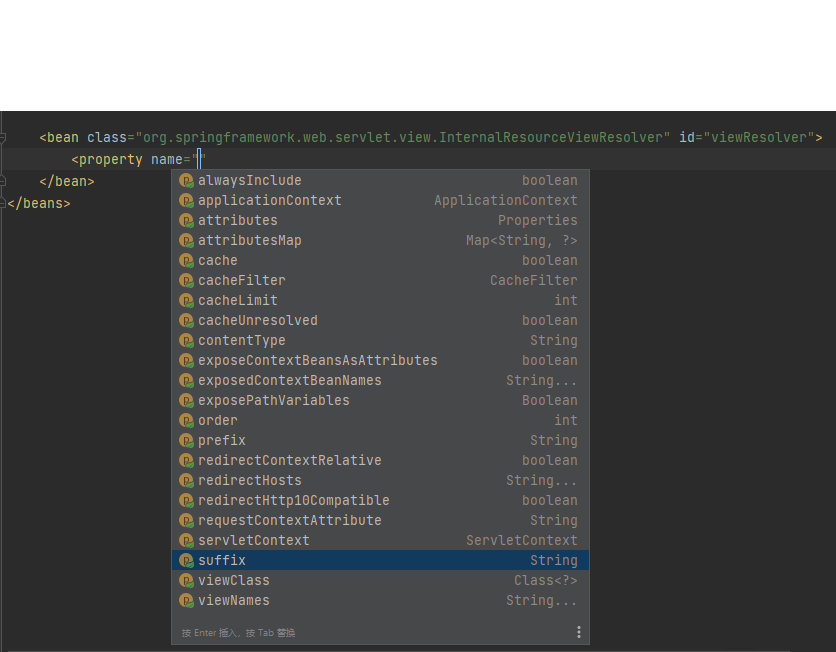 <bean class="org.springframework.web.servlet.view.InternalResourceViewResolver" id="viewResolver">
<property name=""
</bean>
</beans>
alwaysInclude boolean
applicationContext ApplicationContext
attributes Properties
attributesMap Map<String, ?>
cache boolean
cacheFilter CacheFilter
cacheLimit int
cacheUnresolved boolean
contentType String
exposeContextBeansAsAttributes boolean
exposedContextBeanNames String...
exposePathVariables Boolean
order int
prefix String
redirectContextRelative boolean
redirectHosts String...
redirectHttp10Compatible boolean
requestContextAttribute String
servletContext ServletContext
suffix String
viewClass Class<?>
viewNames String...
按 Enter 插入，按 Tab 替换